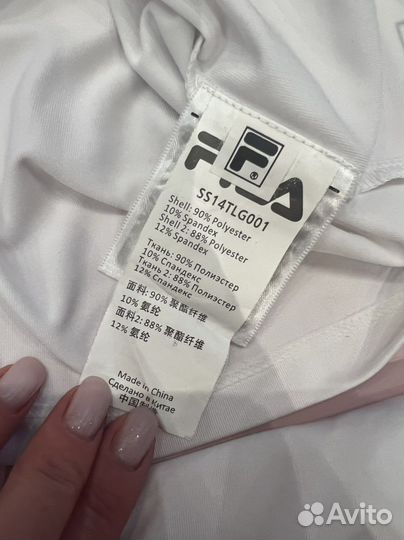 F
®
FILA
SS14TLG001
Shell: 90% Polyester
10% Spandex
Shell 2: 88% Polyester
12% Spandex
Ткань: 90% Полиэстер
10% Спандекс
Ткань 2: 88% Полиэстер
12% Спандекс
面料: 90% 聚酯纤维
10% 氨纶
面料2: 88% 聚酯纤维
12% 氨纶
Made in China
Сделано в Китае
中国制造
Avito